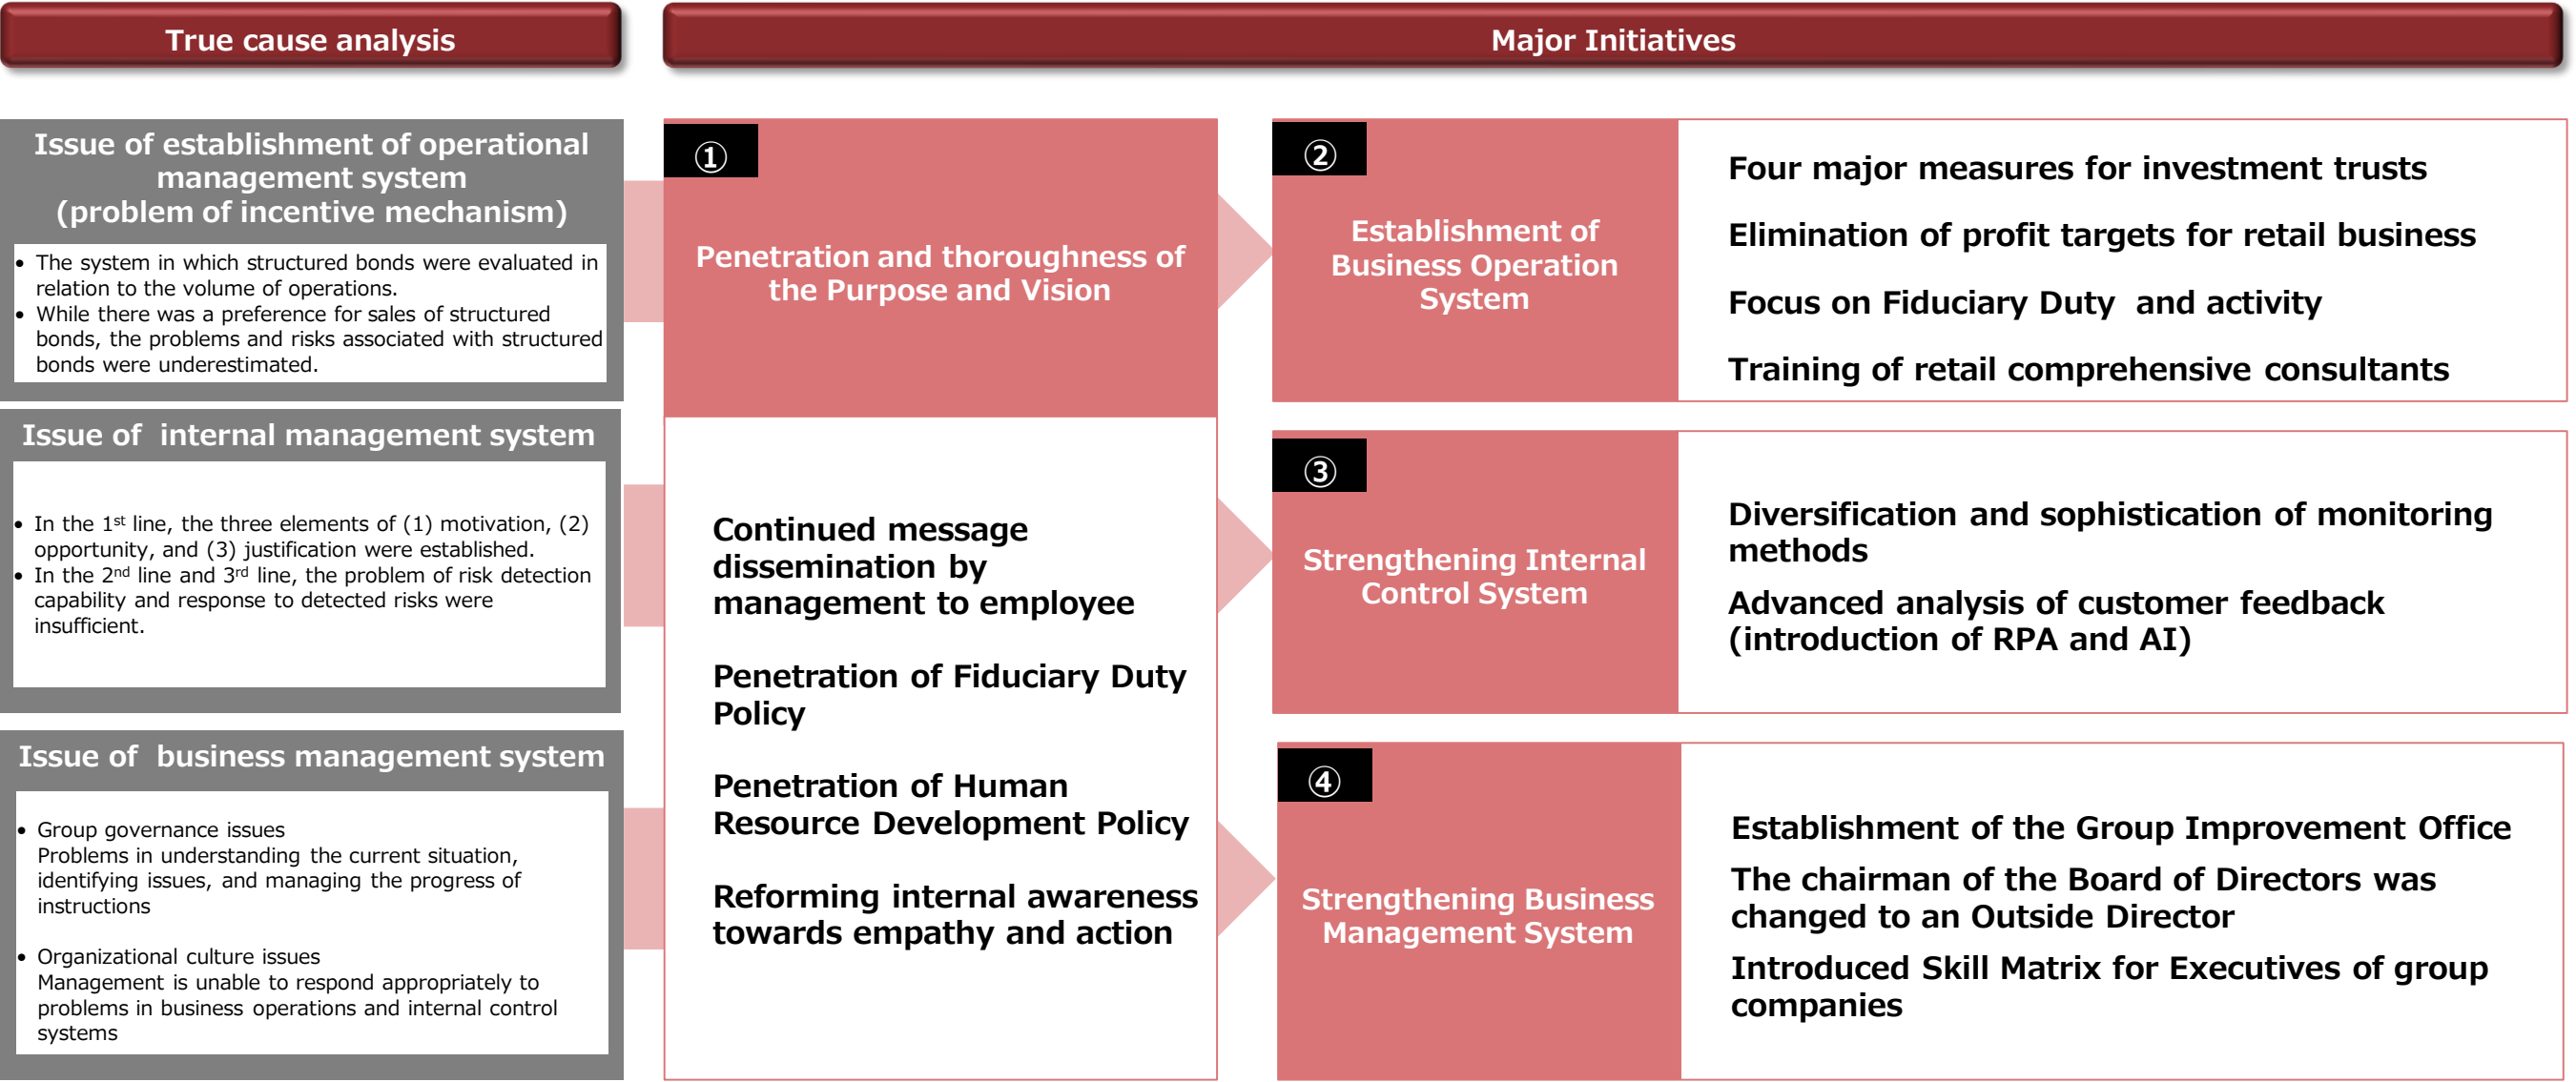 True cause analysis
Major Initiatives
Issue of establishment of operational
management system
(problem of incentive mechanism)
• The system in which structured bonds were evaluated in
relation to the volume of operations.
• While there was a preference for sales of structured
bonds, the problems and risks associated with structured
bonds were underestimated.
Issue of internal management system
• In the 1st line, the three elements of (1) motivation, (2)
opportunity, and (3) justification were established.
• In the 2nd line and 3rd line, the problem of risk detection
capability and response to detected risks were
insufficient.
Issue of business management system
• Group governance issues
Problems in understanding the current situation,
identifying issues, and managing the progress of
instructions
• Organizational culture issues
Management is unable to respond appropriately to
problems in business operations and internal control
systems
①
Penetration and thoroughness of
the Purpose and Vision
Continued message
dissemination by
management to employee
Penetration of Fiduciary Duty
Policy
Penetration of Human
Resource Development Policy
Reforming internal awareness
towards empathy and action
②
Establishment of
Business Operation
System
Four major measures for investment trusts
Elimination of profit targets for retail business
Focus on Fiduciary Duty and activity
Training of retail comprehensive consultants
③
Strengthening Internal
Control System
Diversification and sophistication of monitoring
methods
Advanced analysis of customer feedback
(introduction of RPA and AI)
④
Strengthening Business
Management System
Establishment of the Group Improvement Office
The chairman of the Board of Directors was
changed to an Outside Director
Introduced Skill Matrix for Executives of group
companies